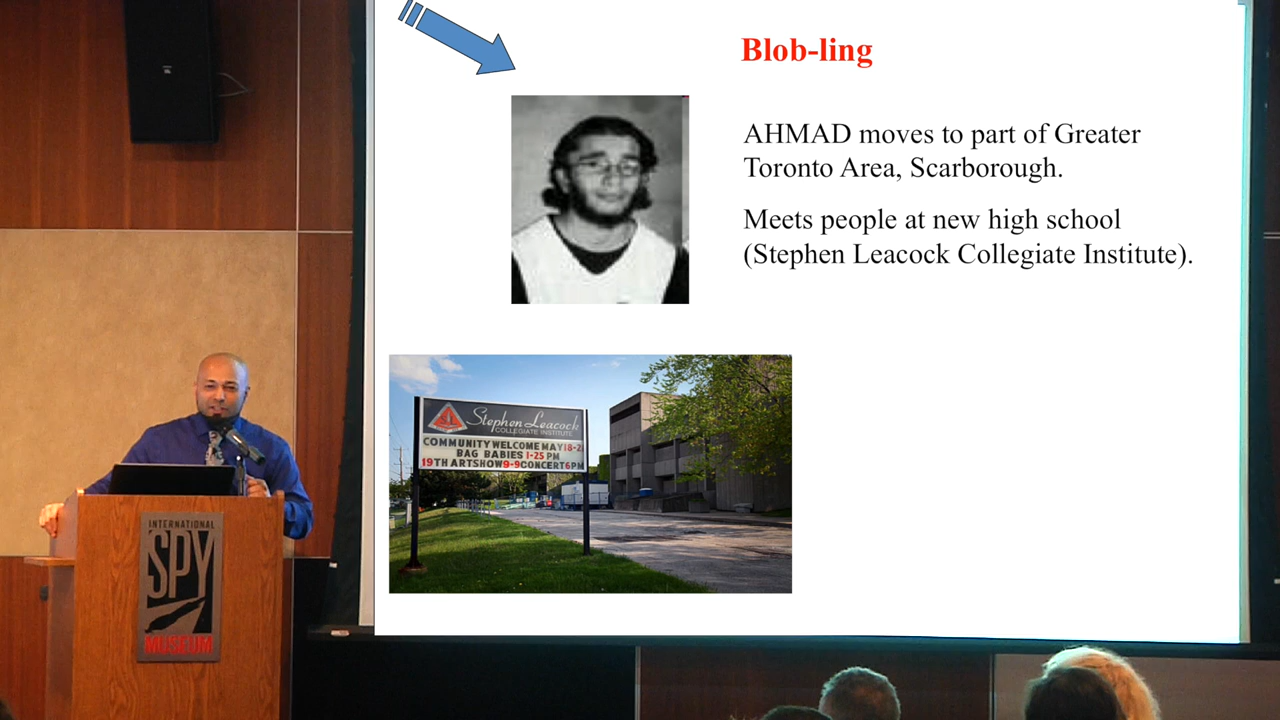 Blob-ling
AHMAD moves to part of Greater
Toronto Area, Scarborough.
Meets people at new high school
(Stephen Leacock Collegiate Institute).
Stephen Leacock
COLLEGIATE INSTITUTE
COMMUNITY WELCOME MAY 18-2
BAG BABIES 1-25 PM
19TH ARTSHOW 9-9 CONCERT 6PM
INTERNATIONAL
SPY
MUSEUM